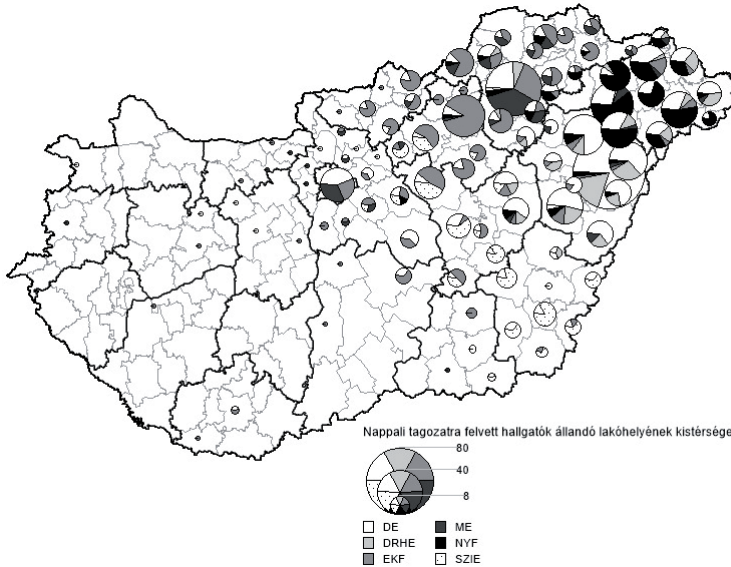 Nappali tagozatra felvett hallgatók állandó lakóhelyének kistérsége
80
40
8
DE
ME
DRHE
NYF
EKF
SZIE